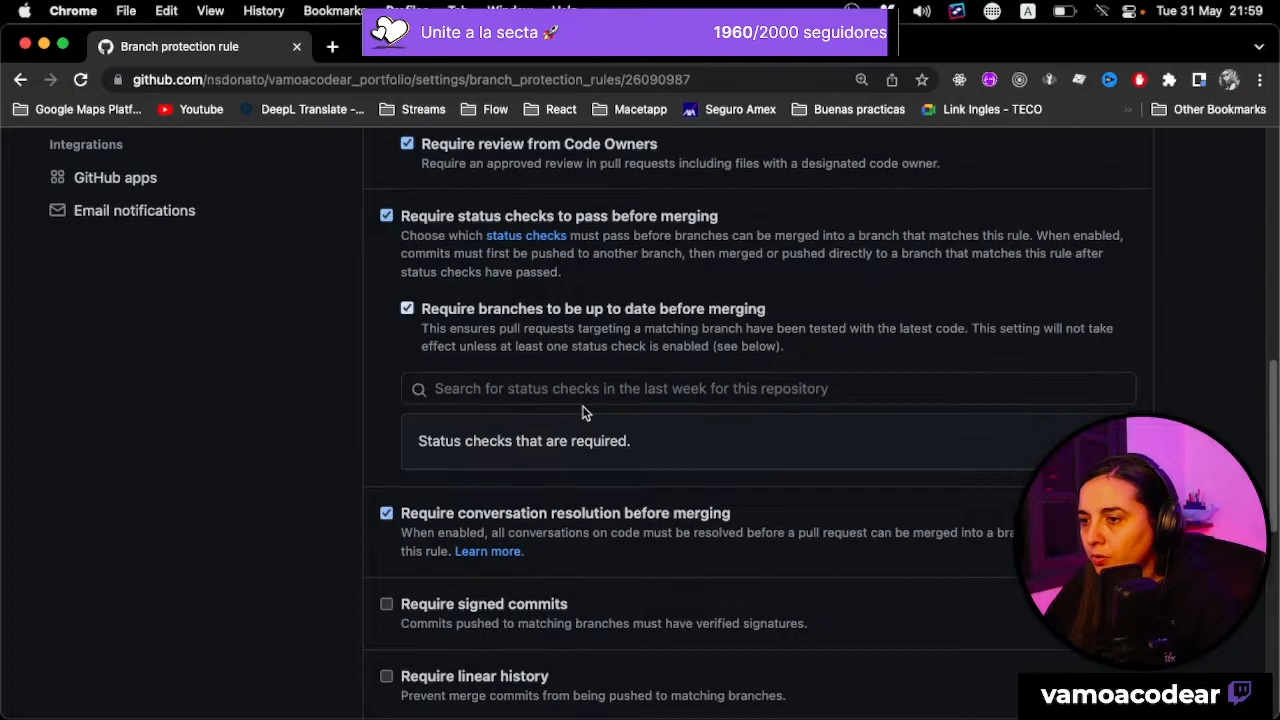 Chrome File Edit View History Bookmarks
A Tue 31 May 21:59
Unite a la secta 🚀 1960/2000 seguidores
Branch protection rule
github.com/nsdonato/vamoacodear_portfolio/settings/branch_protection_rules/26090987
Google Maps Platf... Youtube DeepL Translate -... Streams Flow React Macetapp Seguro Amex Buenas practicas Link Ingles - TECO » Other Bookmarks
Integrations
GitHub apps
Email notifications
Require review from Code Owners
Require an approved review in pull requests including files with a designated code owner.
Require status checks to pass before merging
Choose which status checks must pass before branches can be merged into a branch that matches this rule. When enabled,
commits must first be pushed to another branch, then merged or pushed directly to a branch that matches this rule after
status checks have passed.
Require branches to be up to date before merging
This ensures pull requests targeting a matching branch have been tested with the latest code. This setting will not take
effect unless at least one status check is enabled (see below).
Search for status checks in the last week for this repository
Status checks that are required.
Require conversation resolution before merging
When enabled, all conversations on code must be resolved before a pull request can be merged into a
this rule. Learn more.
Require signed commits
Commits pushed to matching branches must have verified signatures.
Require linear history
Prevent merge commits from being pushed to matching branches.
vamoacodear